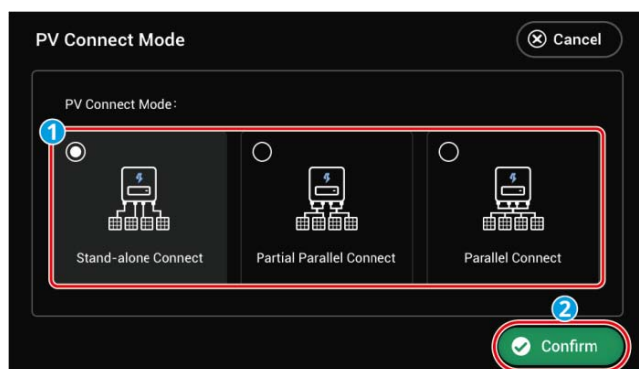 PV Connect Mode
Cancel
PV Connect Mode:
1
Stand-alone Connect
Partial Parallel Connect
Parallel Connect
2
Confirm